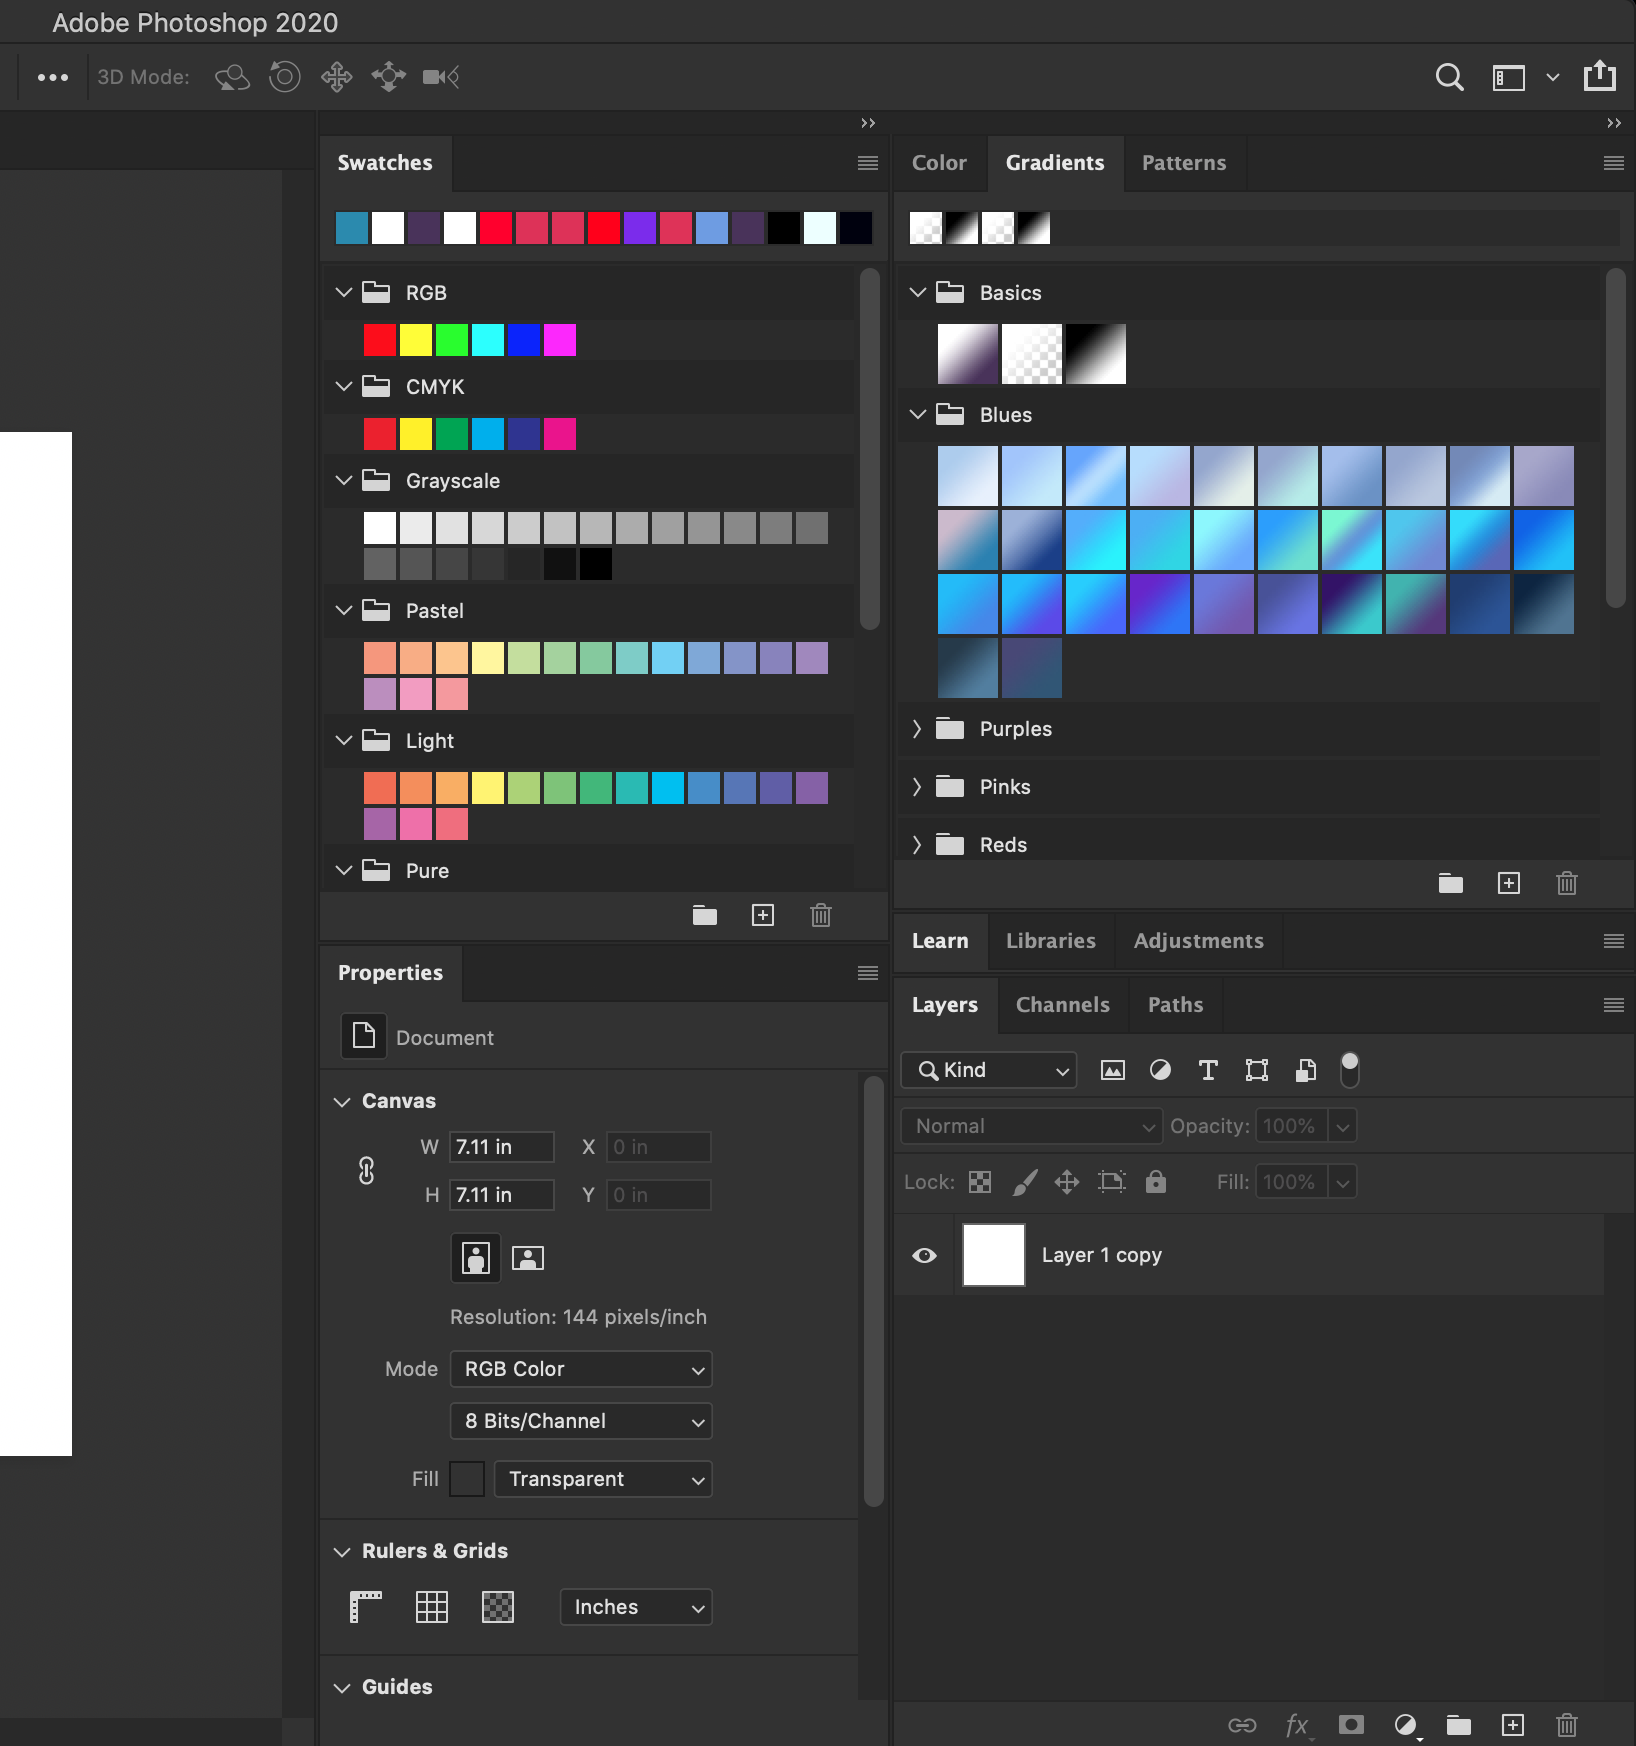 Adobe Photoshop 2020
3D Mode:
Swatches
RGB
CMYK
Grayscale
Pastel
Light
Pure
Color Gradients Patterns
Basics
Blues
Purples
Pinks
Reds
Properties
Document
Canvas
W 7.11 in X 0 in
H 7.11 in Y 0 in
Resolution: 144 pixels/inch
Mode RGB Color
8 Bits/Channel
Fill Transparent
Rulers & Grids
Inches
Guides
Learn Libraries Adjustments
Layers Channels Paths
Kind
Normal Opacity: 100%
Lock: Fill: 100%
Layer 1 copy
fx